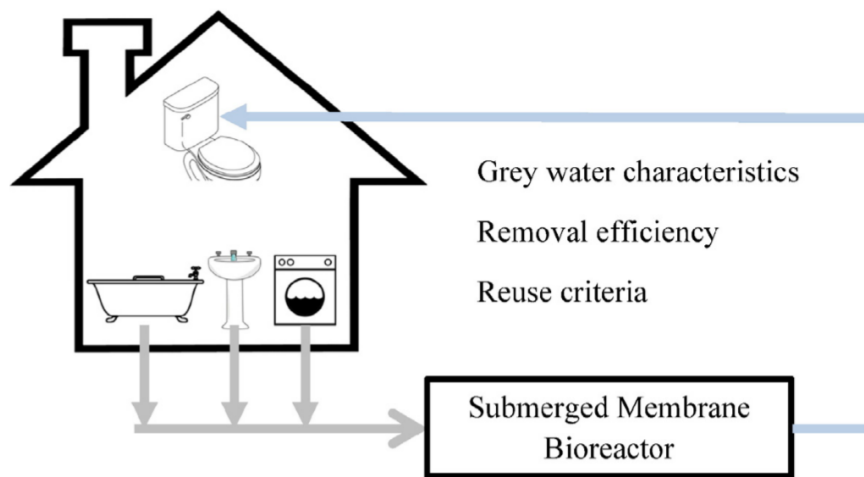 Grey water characteristics
Removal efficiency
Reuse criteria
Submerged Membrane
Bioreactor